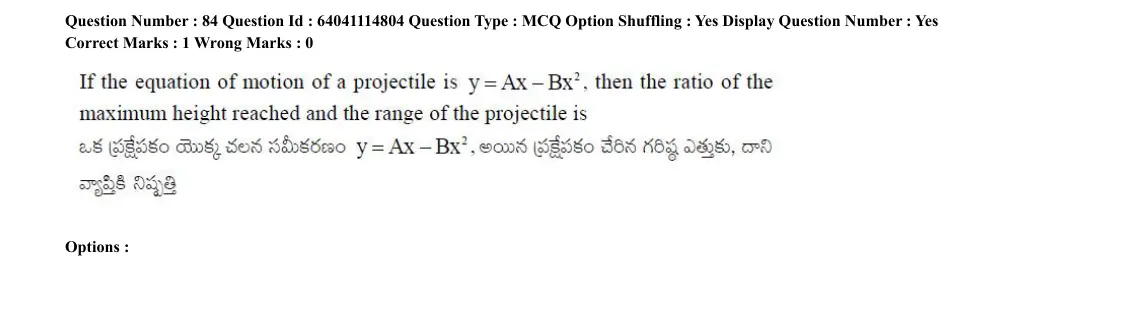 Question Number : 84 Question Id : 64041114804 Question Type : MCQ Option Shuffling : Yes Display Question Number : Yes
Correct Marks : 1 Wrong Marks : 0
If the equation of motion of a projectile is y = Ax – Bx², then the ratio of the
maximum height reached and the range of the projectile is
ఒక ప్రక్షేపకం యొక్క చలన సమీకరణం y = Ax – Bx², అయిన ప్రక్షేపకం చేరిన గరిష్ఠ ఎత్తుకు, దాని
వ్యాప్తికి నిష్పత్తి
Options :